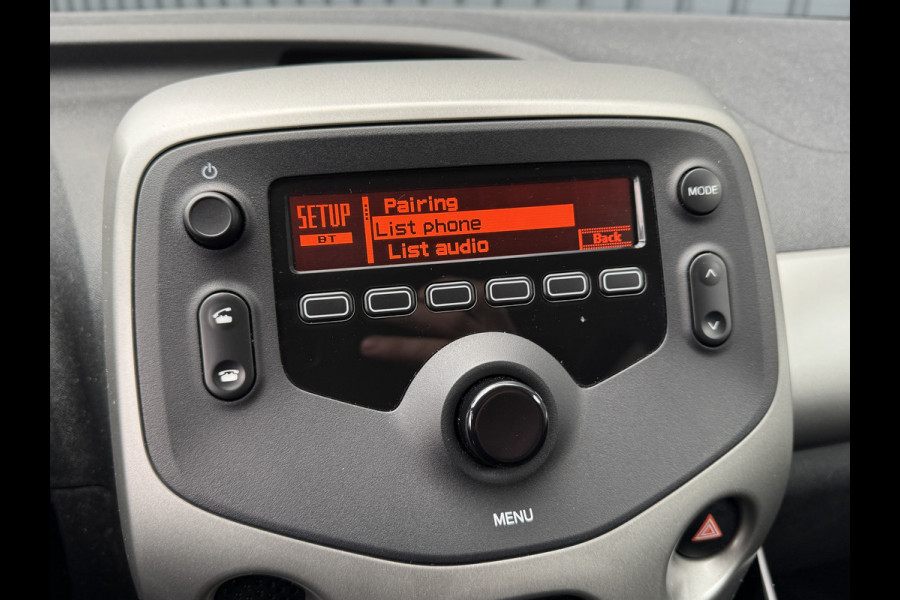 SETUP
BT
Pairing
List phone
List audio
Back
MODE
MENU